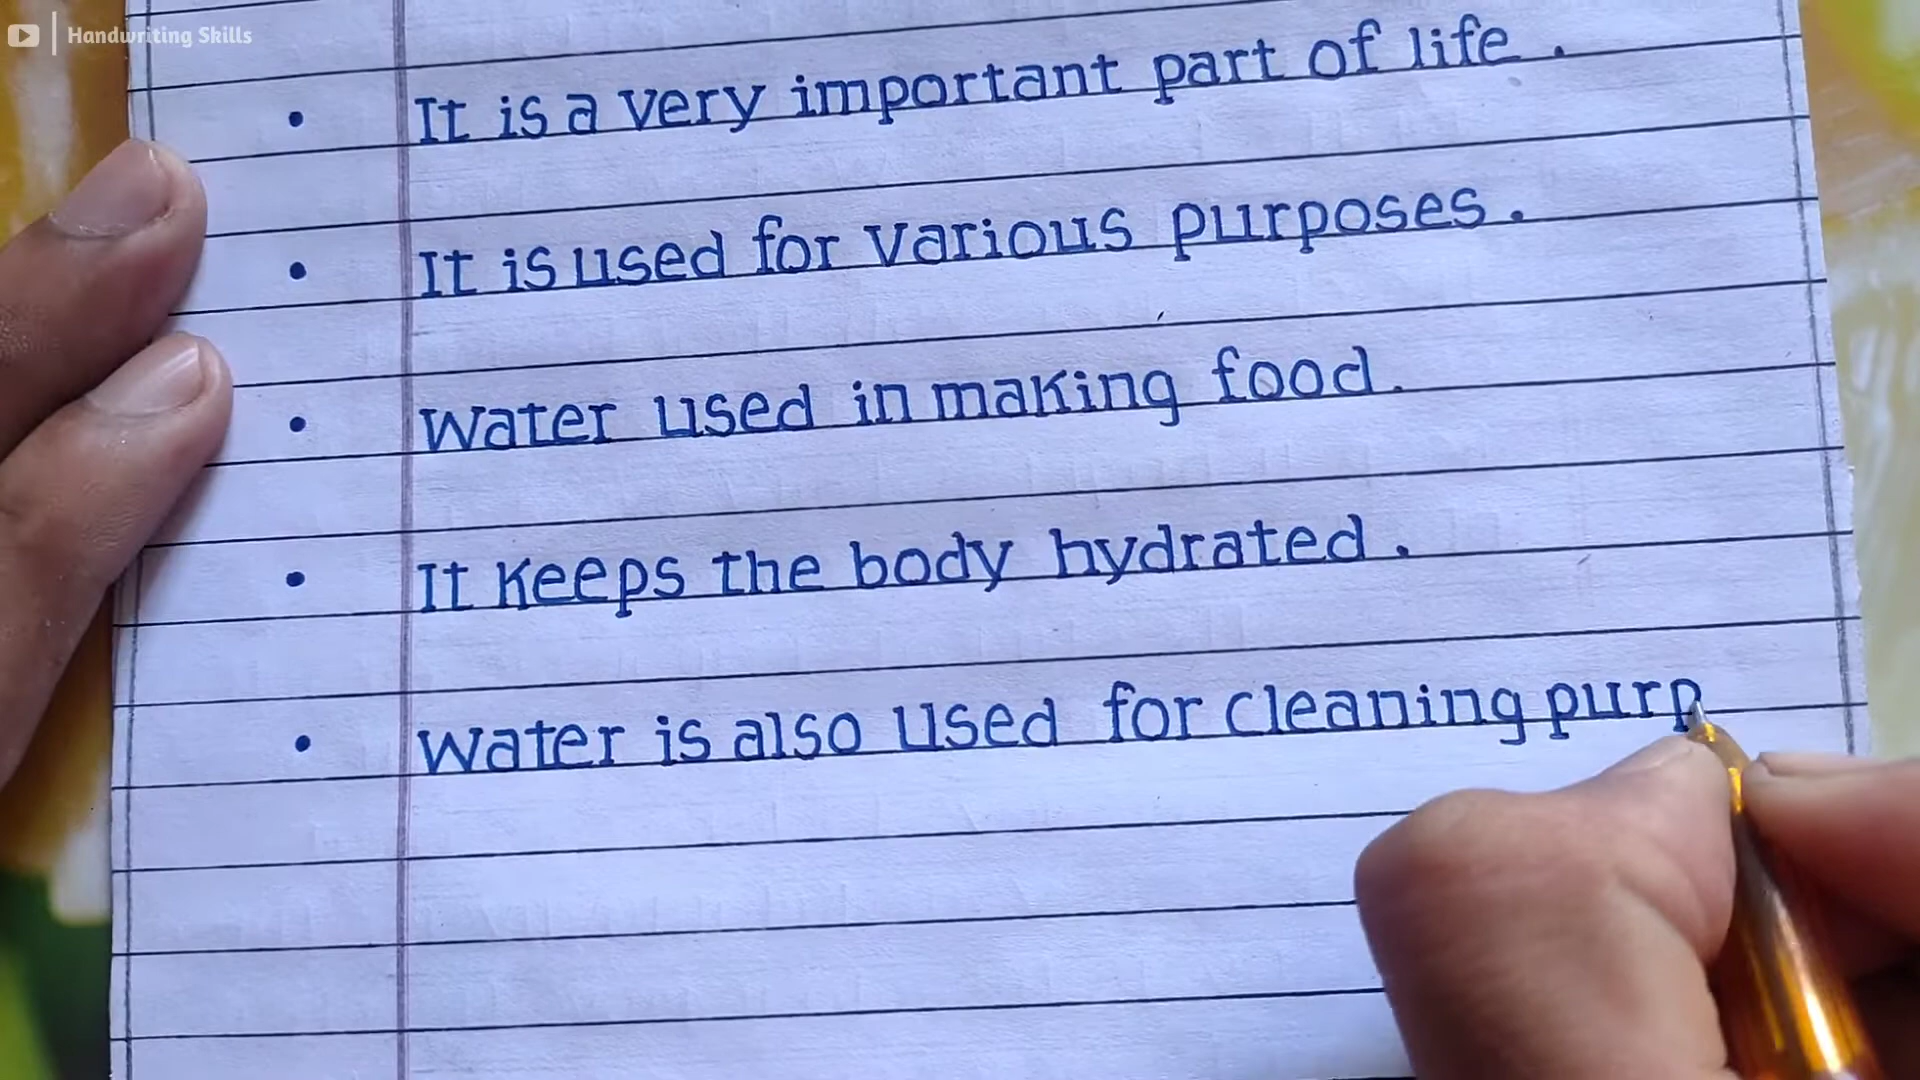 Handwriting Skills
• It is a very important part of life.
• It is used for various purposes.
• Water used in making food.
• It keeps the body hydrated.
• Water is also used for cleaning purp